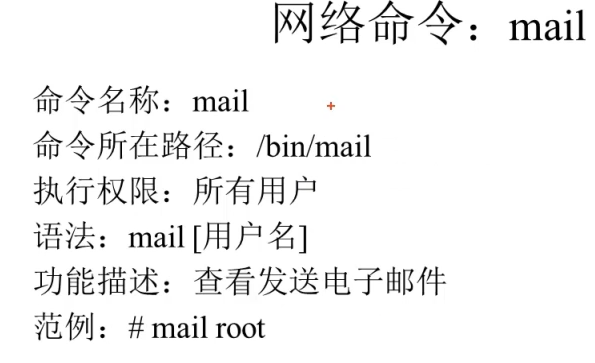 网络命令：mail
命令名称：mail
命令所在路径：/bin/mail
执行权限：所有用户
语法：mail [用户名]
功能描述：查看发送电子邮件
范例：# mail root